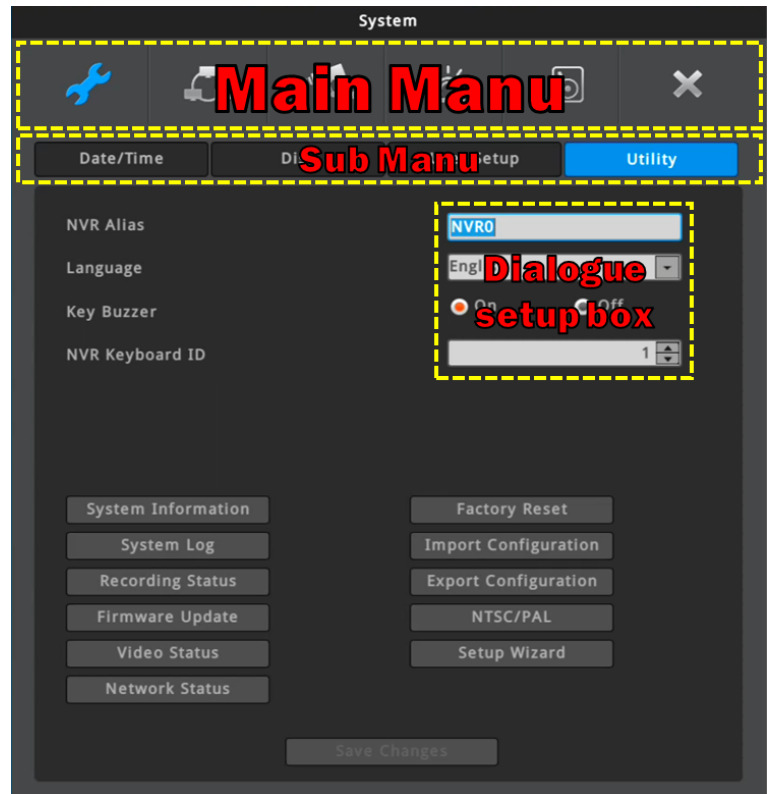 System
Main Manu
Date/Time
Sub Manu
Utility
NVR Alias
NVR0
Language
Dialogue
Key Buzzer
setup box
NVR Keyboard ID
1
System Information
Factory Reset
System Log
Import Configuration
Recording Status
Export Configuration
Firmware Update
NTSC/PAL
Video Status
Setup Wizard
Network Status
Save Changes